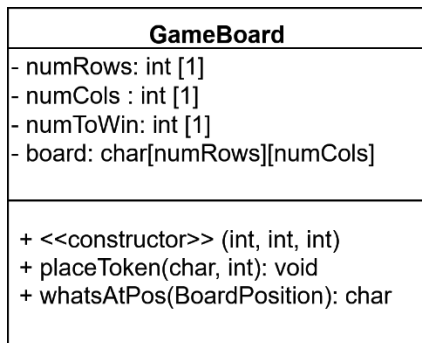 GameBoard
- numRows: int [1]
- numCols : int [1]
- numToWin: int [1]
- board: char[numRows][numCols]
+ <<constructor>> (int, int, int)
+ placeToken(char, int): void
+ whatsAtPos(BoardPosition): char